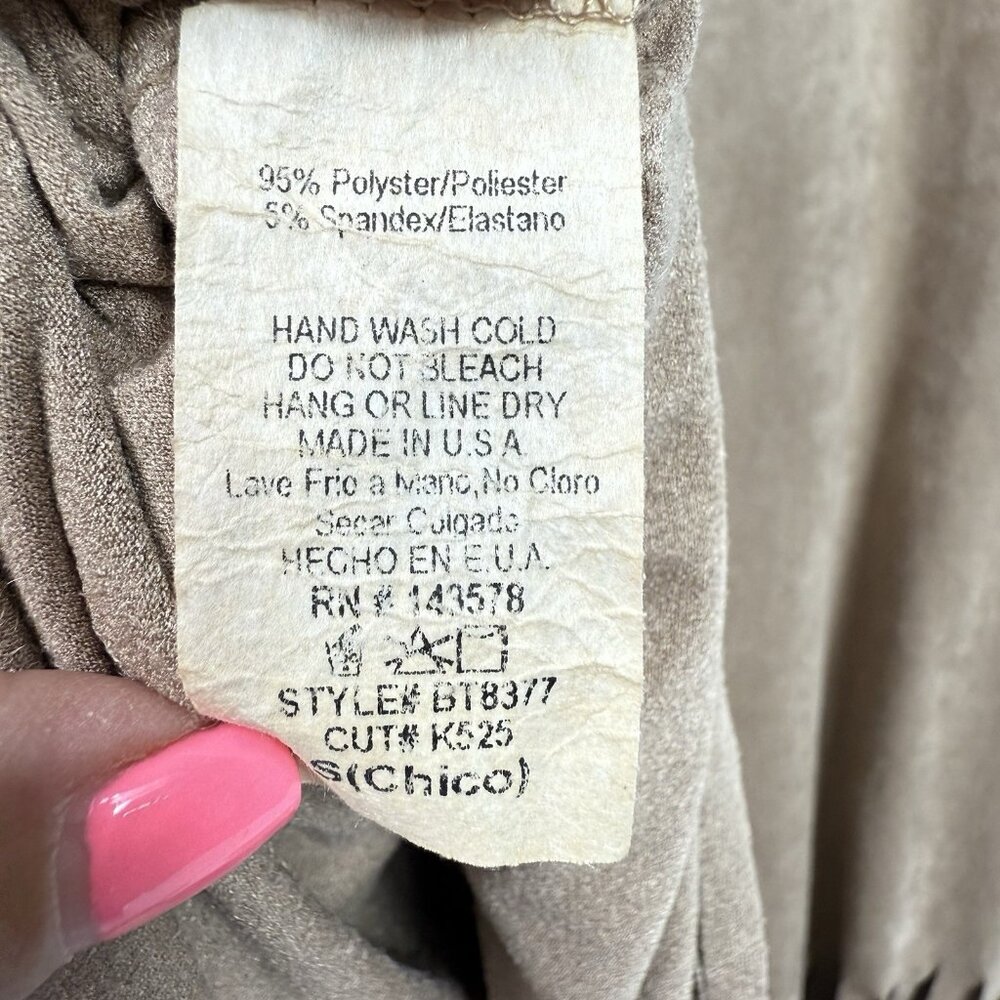 95% Polyster/Poliester
5% Spandex/Elastano
HAND WASH COLD
DO NOT BLEACH
HANG OR LINE DRY
MADE IN U.S.A
Lave Frio a Mano, No Cloro
Secar Colgado
HECHO EN E.U.A.
RN # 143578
STYLE# BT8377
CUT# K525
S(Chico)